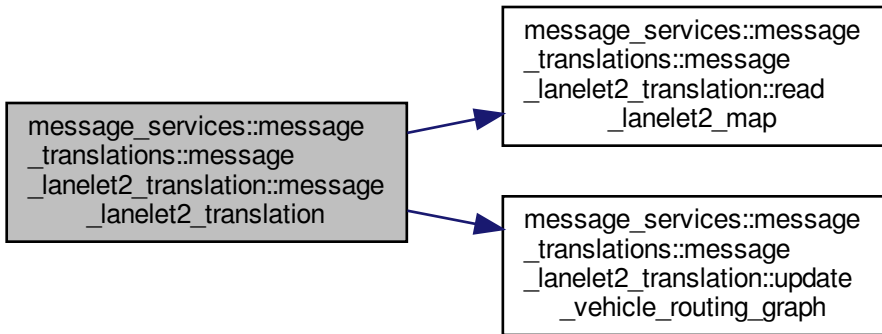 message_services::message
_translations::message
_lanelet2_translation::message
_lanelet2_translation
message_services::message
_translations::message
_lanelet2_translation::read
_lanelet2_map
message_services::message
_translations::message
_lanelet2_translation::update
_vehicle_routing_graph